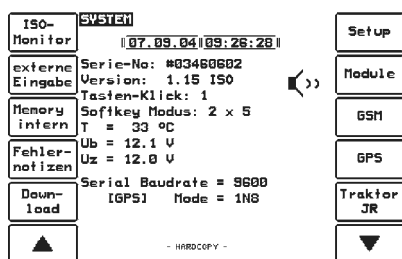 ISO-
Monitor
externe
Eingabe
Memory
intern
Fehler-
notizen
Down-
load
SYSTEM
07.09.04 09:26:28
Serie-No: #03460602
Version: 1.15 ISO
Tasten-Klick: 1
Softkey Modus: 2 x 5
T = 33 ºC
Ub = 12.1 V
Uz = 12.0 V
Serial Baudrate = 9600
[GPS] Mode = 1N8
- HARDCOPY -
Setup
Module
GSM
GPS
Traktor
JR